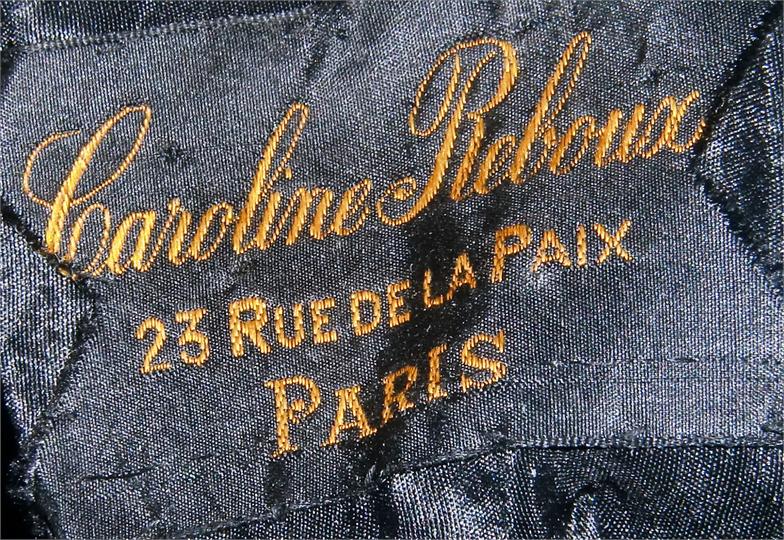 Caroline Reboux
23 RUE DE LA PAIX
PARIS